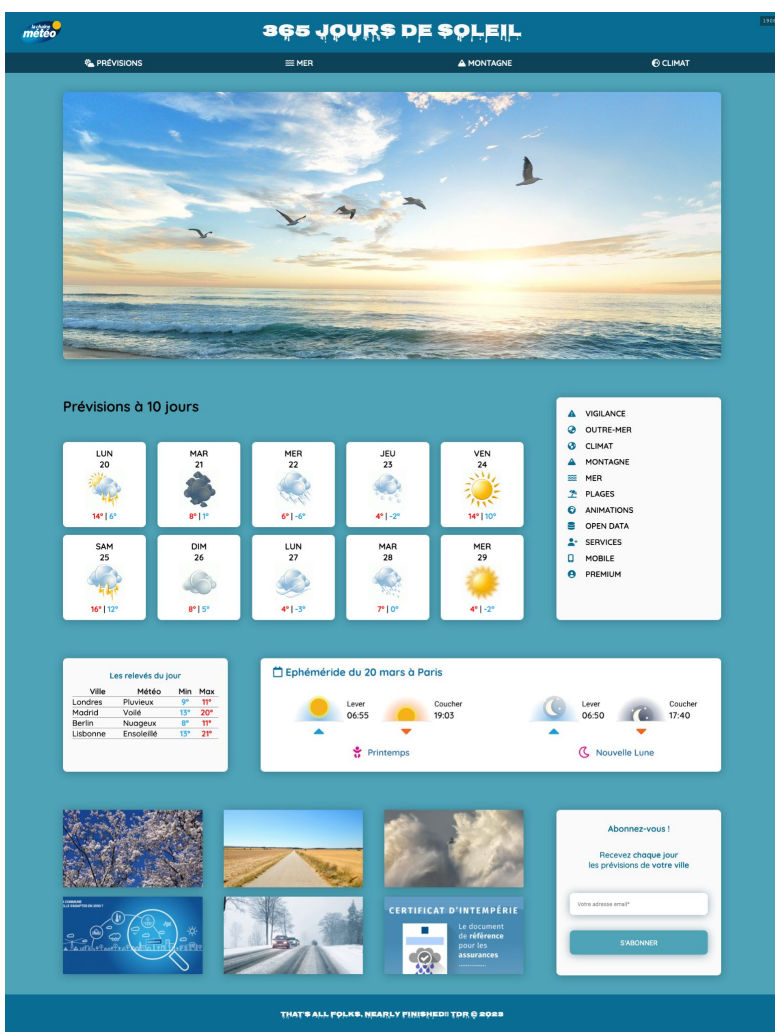 la chaîne
météo
365 JOURS DE SOLEIL
PRÉVISIONS
MER
MONTAGNE
CLIMAT
Prévisions à 10 jours
LUN
20
14° | 6°
MAR
21
8° | 1°
MER
22
6° | -6°
JEU
23
4° | -2°
VEN
24
14° | 10°
SAM
25
16° | 12°
DIM
26
8° | 5°
LUN
27
4° | -3°
MAR
28
7° | 0°
MER
29
4° | -2°
VIGILANCE
OUTRE-MER
CLIMAT
MONTAGNE
MER
PLAGES
ANIMATIONS
OPEN DATA
SERVICES
MOBILE
PREMIUM
Les relevés du jour
Ville Météo Min Max
Londres Pluvieux 9° 11°
Madrid Voilé 13° 20°
Berlin Nuageux 8° 11°
Lisbonne Ensoleillé 13° 21°
Ephéméride du 20 mars à Paris
Lever
06:55
Coucher
19:03
Lever
06:50
Coucher
17:40
Printemps
Nouvelle Lune
CERTIFICAT D'INTEMPÉRIE
Le document
de référence
pour les
assurances
Abonnez-vous !
Recevez chaque jour
les prévisions de votre ville
Votre adresse email*
S'ABONNER
THAT'S ALL FOLKS, NEARLY FINISHED!! TDR © 2023